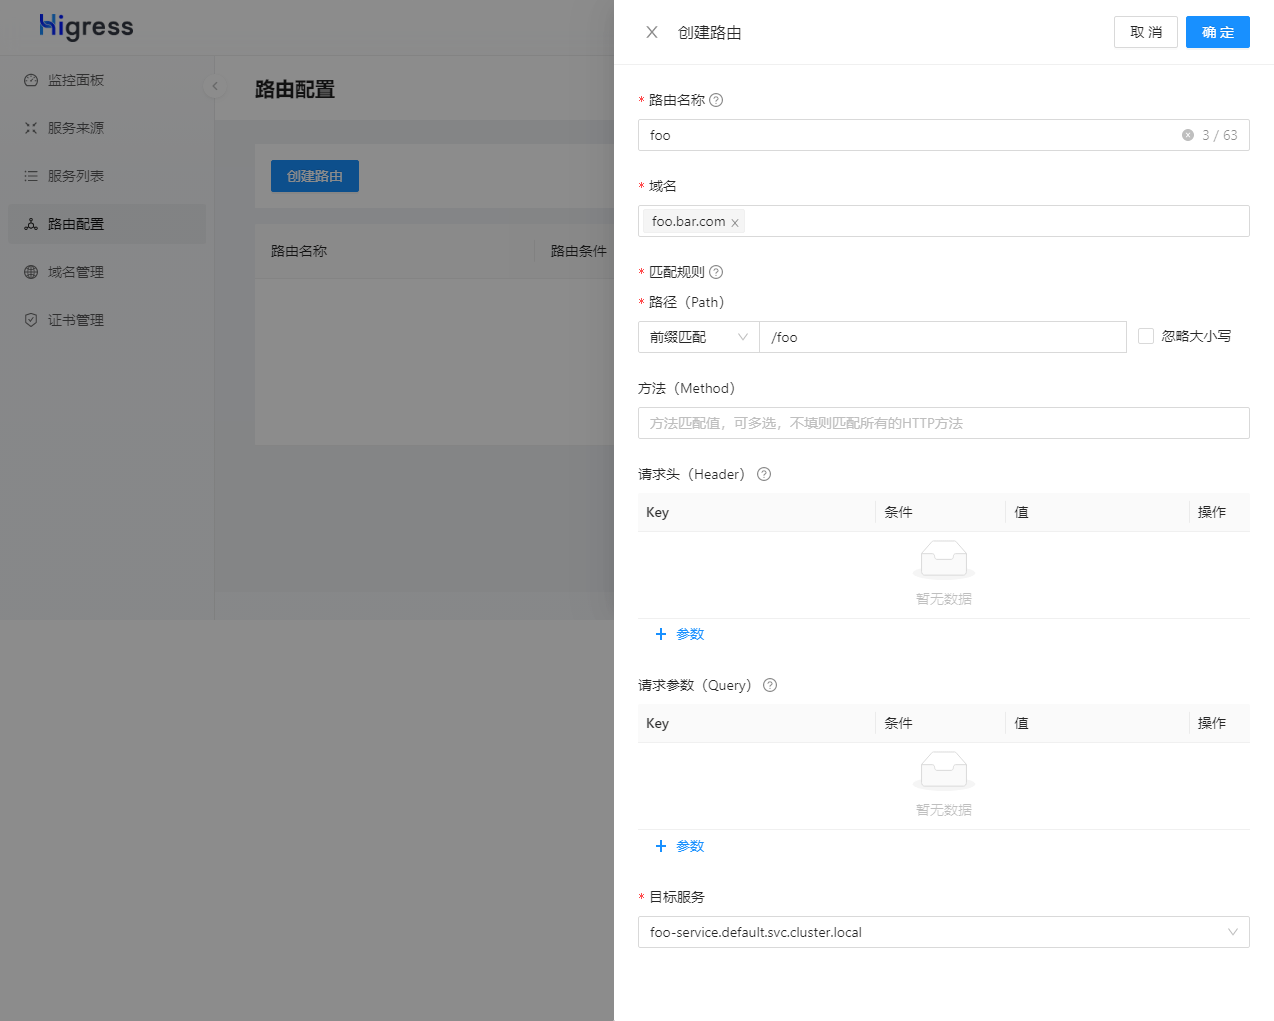 Higress
监控面板
服务来源
服务列表
路由配置
域名管理
证书管理
路由配置
创建路由
路由名称
路由条件
创建路由
取 消
确 定
* 路由名称
foo
3 / 63
* 域名
foo.bar.com
* 匹配规则
* 路径（Path）
前缀匹配
/foo
忽略大小写
方法（Method）
方法匹配值，可多选，不填则匹配所有的HTTP方法
请求头（Header）
Key 条件 值 操作
暂无数据
+ 参数
请求参数（Query）
Key 条件 值 操作
暂无数据
+ 参数
* 目标服务
foo-service.default.svc.cluster.local